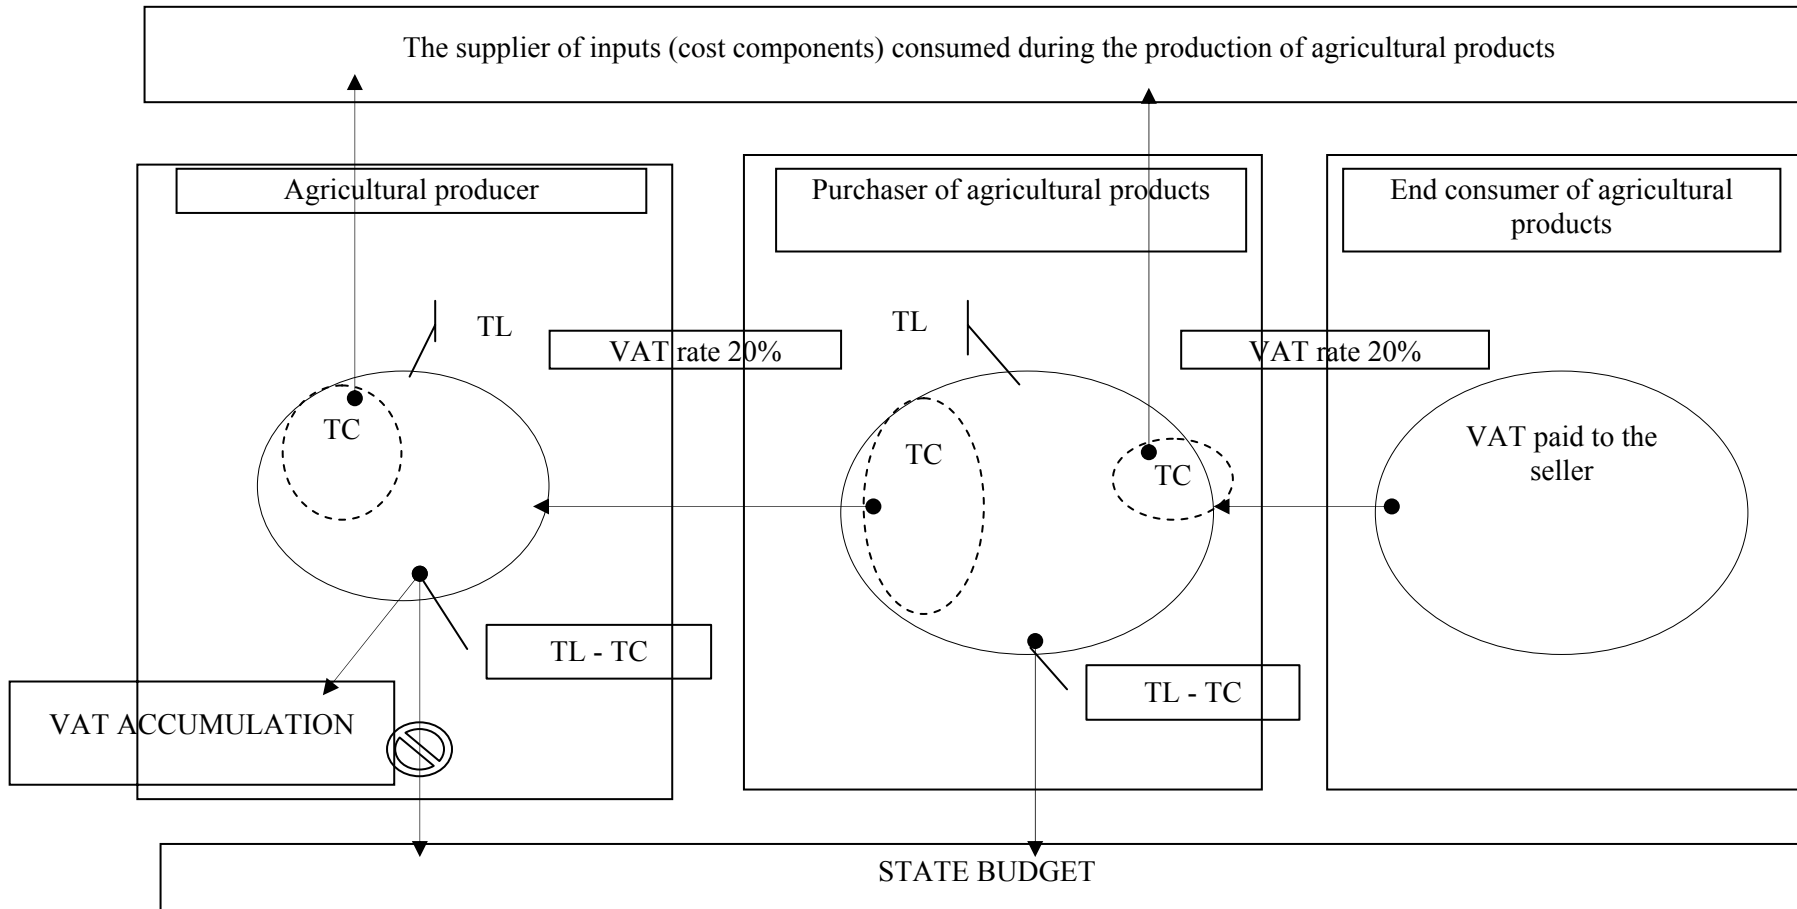 The supplier of inputs (cost components) consumed during the production of agricultural products
Agricultural producer
Purchaser of agricultural products
End consumer of agricultural
products
TL
VAT rate 20%
TL
VAT rate 20%
TC
TC
TC
VAT paid to the
seller
TL - TC
TL - TC
VAT ACCUMULATION
STATE BUDGET